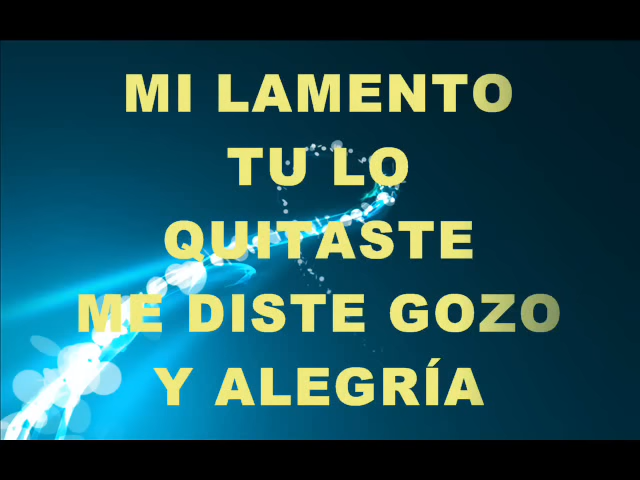 MI LAMENTO
TU LO
QUITASTE
ME DISTE GOZO
Y ALEGRÍA